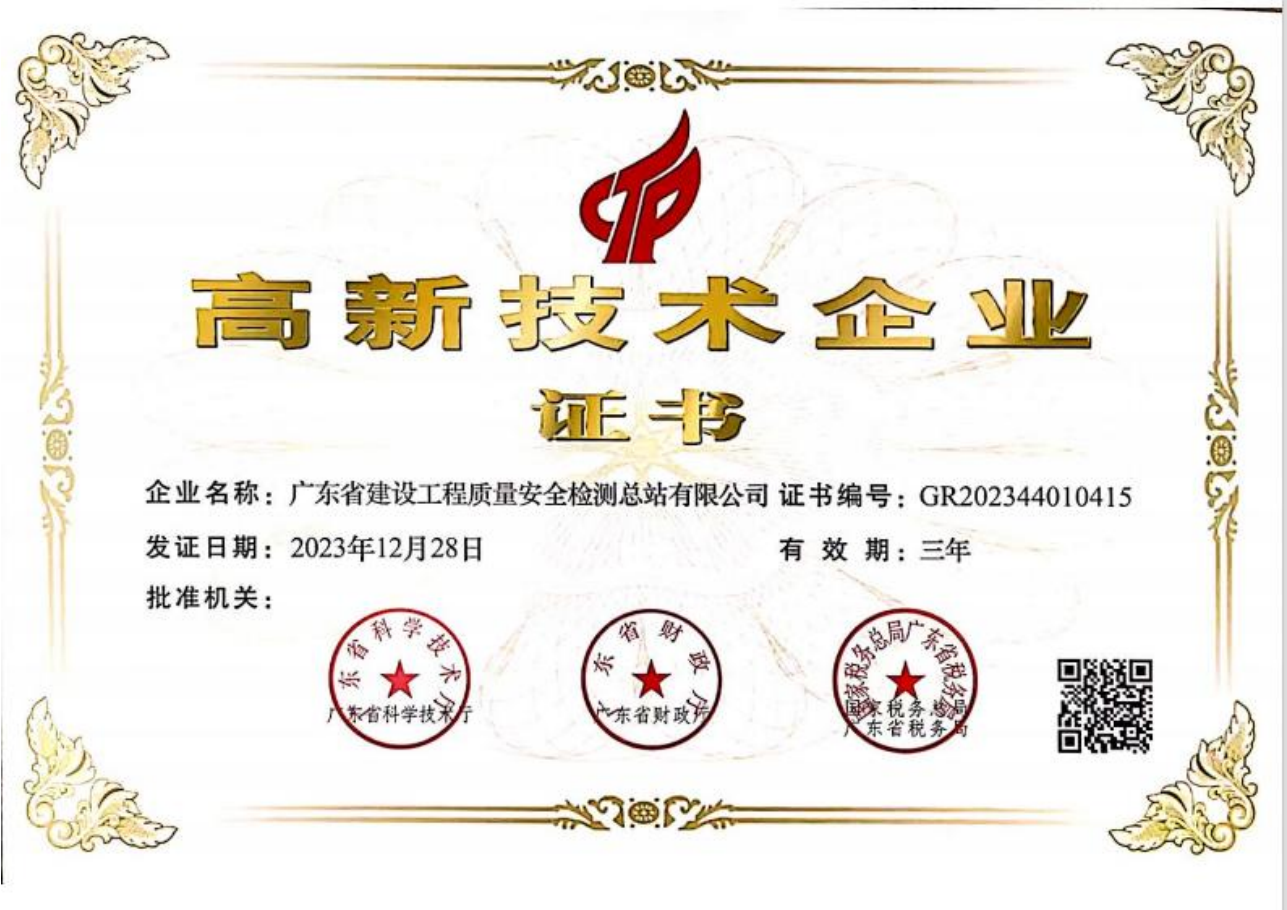 CTP
高新技术企业
证书
企业名称：广东省建设工程质量安全检测总站有限公司 证书编号：GR202344010415
发证日期：2023年12月28日 有效期：三年
批准机关：
广东省科学技术厅
广东省科学技术厅
广东省财政厅
广东省财政厅
国家税务总局广东省税务局
国家税务总局
广东省税务局